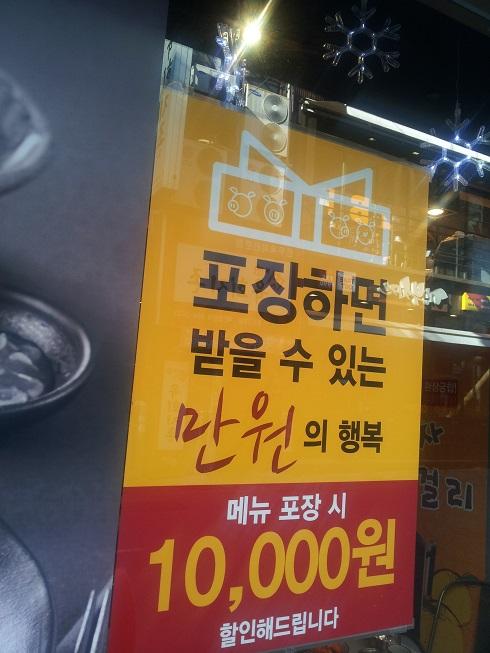 포장하면
받을 수 있는
만원의 행복
메뉴 포장 시
10,000원
할인해드립니다